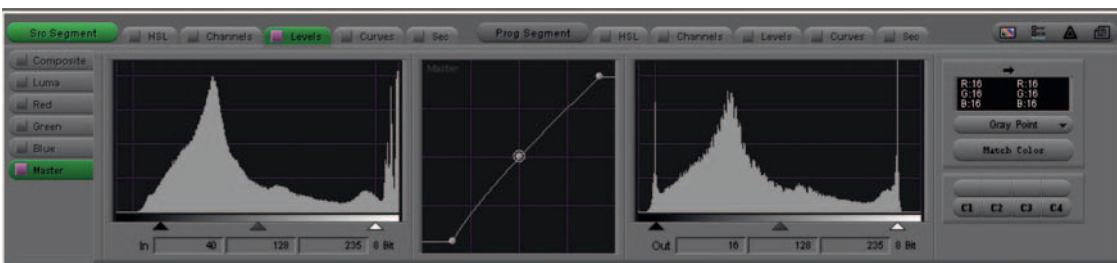 Src Segment HSL Channels Levels Curves Sec Prog Segment HSL Channels Levels Curves Sec
Composite
Luma
Red
Green
Blue
Master
Master
In 40 128 235 8 Bit
Out 16 128 235 8 Bit
R:16 R:16
G:16 G:16
B:16 B:16
Gray Point
Match Color
C1 C2 C3 C4